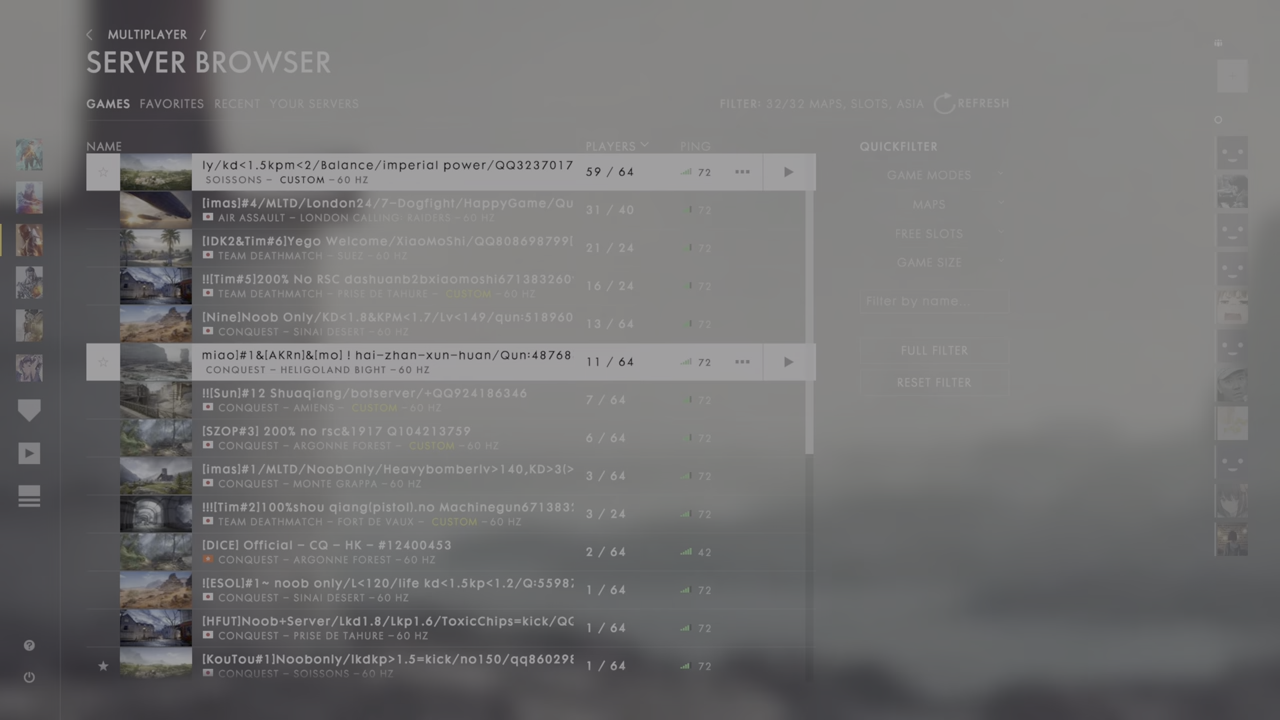 MULTIPLAYER /
SERVER BROWSER
GAMES FAVORITES RECENT YOUR SERVERS
FILTER: 32/32 MAPS, SLOTS, ASIA REFRESH
NAME PLAYERS PING QUICKFILTER
ly/kd<1.5kpm<2/Balance/imperial power/QQ3237017 59 / 64 72
SOISSONS – CUSTOM – 60 HZ
GAME MODES
[imas]#4/MLTD/London24/7-Dogfight/HappyGame/Qu 31 / 40 72
AIR ASSAULT – LONDON CALLING: RAIDERS – 60 HZ
MAPS
[IDK2&Tim#6]Yego Welcome/XiaoMoShi/QQ808698799[ 21 / 24 72
TEAM DEATHMATCH – SUEZ – 60 HZ
FREE SLOTS
GAME SIZE
!![Tim#5]200% No RSC dashuanb2bxiaomoshi671383260 16 / 24 72
TEAM DEATHMATCH – PRISE DE TAHURE – CUSTOM – 60 HZ
Filter by name...
[Nine]Noob Only/KD<1.8&KPM<1.7/Lv<149/qun:518960 13 / 64 72
CONQUEST – SINAI DESERT – 60 HZ
FULL FILTER
miao]#1&[AKRn]&[mo] ! hai-zhan-xun-huan/Qun:48768 11 / 64 72
CONQUEST – HELIGOLAND BIGHT – 60 HZ
RESET FILTER
!![Sun]#12 Shuaqiang/botserver/+QQ924186346 7 / 64 72
CONQUEST – AMIENS – CUSTOM – 60 HZ
[SZOP#3] 200% no rsc&1917 Q104213759 6 / 64 72
CONQUEST – ARGONNE FOREST – CUSTOM – 60 HZ
[imas]#1/MLTD/NoobOnly/Heavybomberlv>140,KD>3(> 3 / 64 72
CONQUEST – MONTE GRAPPA – 60 HZ
!!![Tim#2]100%shou qiang(pistol).no Machinegun671383: 3 / 24 72
TEAM DEATHMATCH – FORT DE VAUX – CUSTOM – 60 HZ
[DICE] Official – CQ – HK – #12400453 2 / 64 42
CONQUEST – ARGONNE FOREST – 60 HZ
![ESOL]#1~ noob only/L<120/life kd<1.5kp<1.2/Q:55987 1 / 64 72
CONQUEST – SINAI DESERT – 60 HZ
[HFUT]Noob+Server/Lkd1.8/Lkp1.6/ToxicChips=kick/QC 1 / 64 72
CONQUEST – PRISE DE TAHURE – 60 HZ
[KouTou#1]Noobonly/lkdkp>1.5=kick/no150/qq860298 1 / 64 72
CONQUEST – SOISSONS – 60 HZ